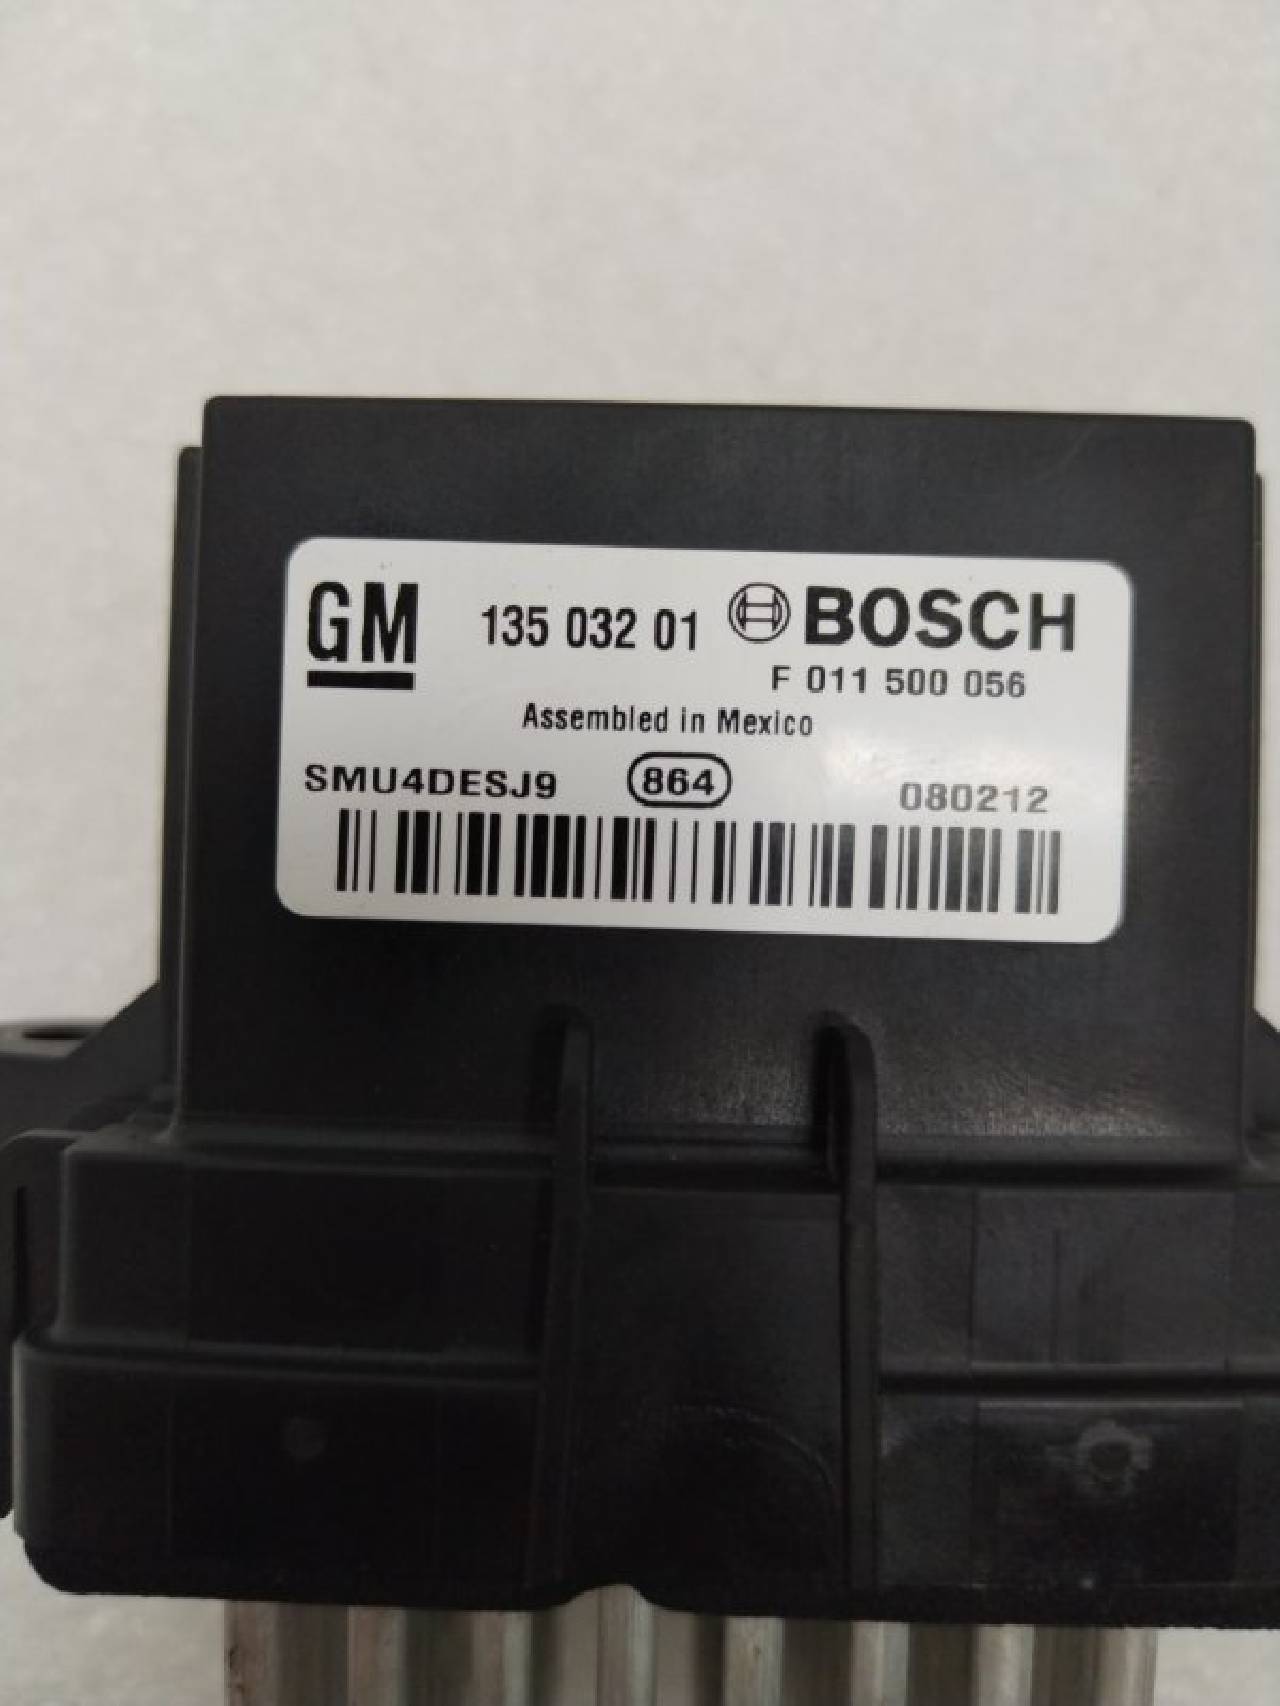 GM 135 032 01 BOSCH
F 011 500 056
Assembled in Mexico
SMU4DESJ9 864 080212